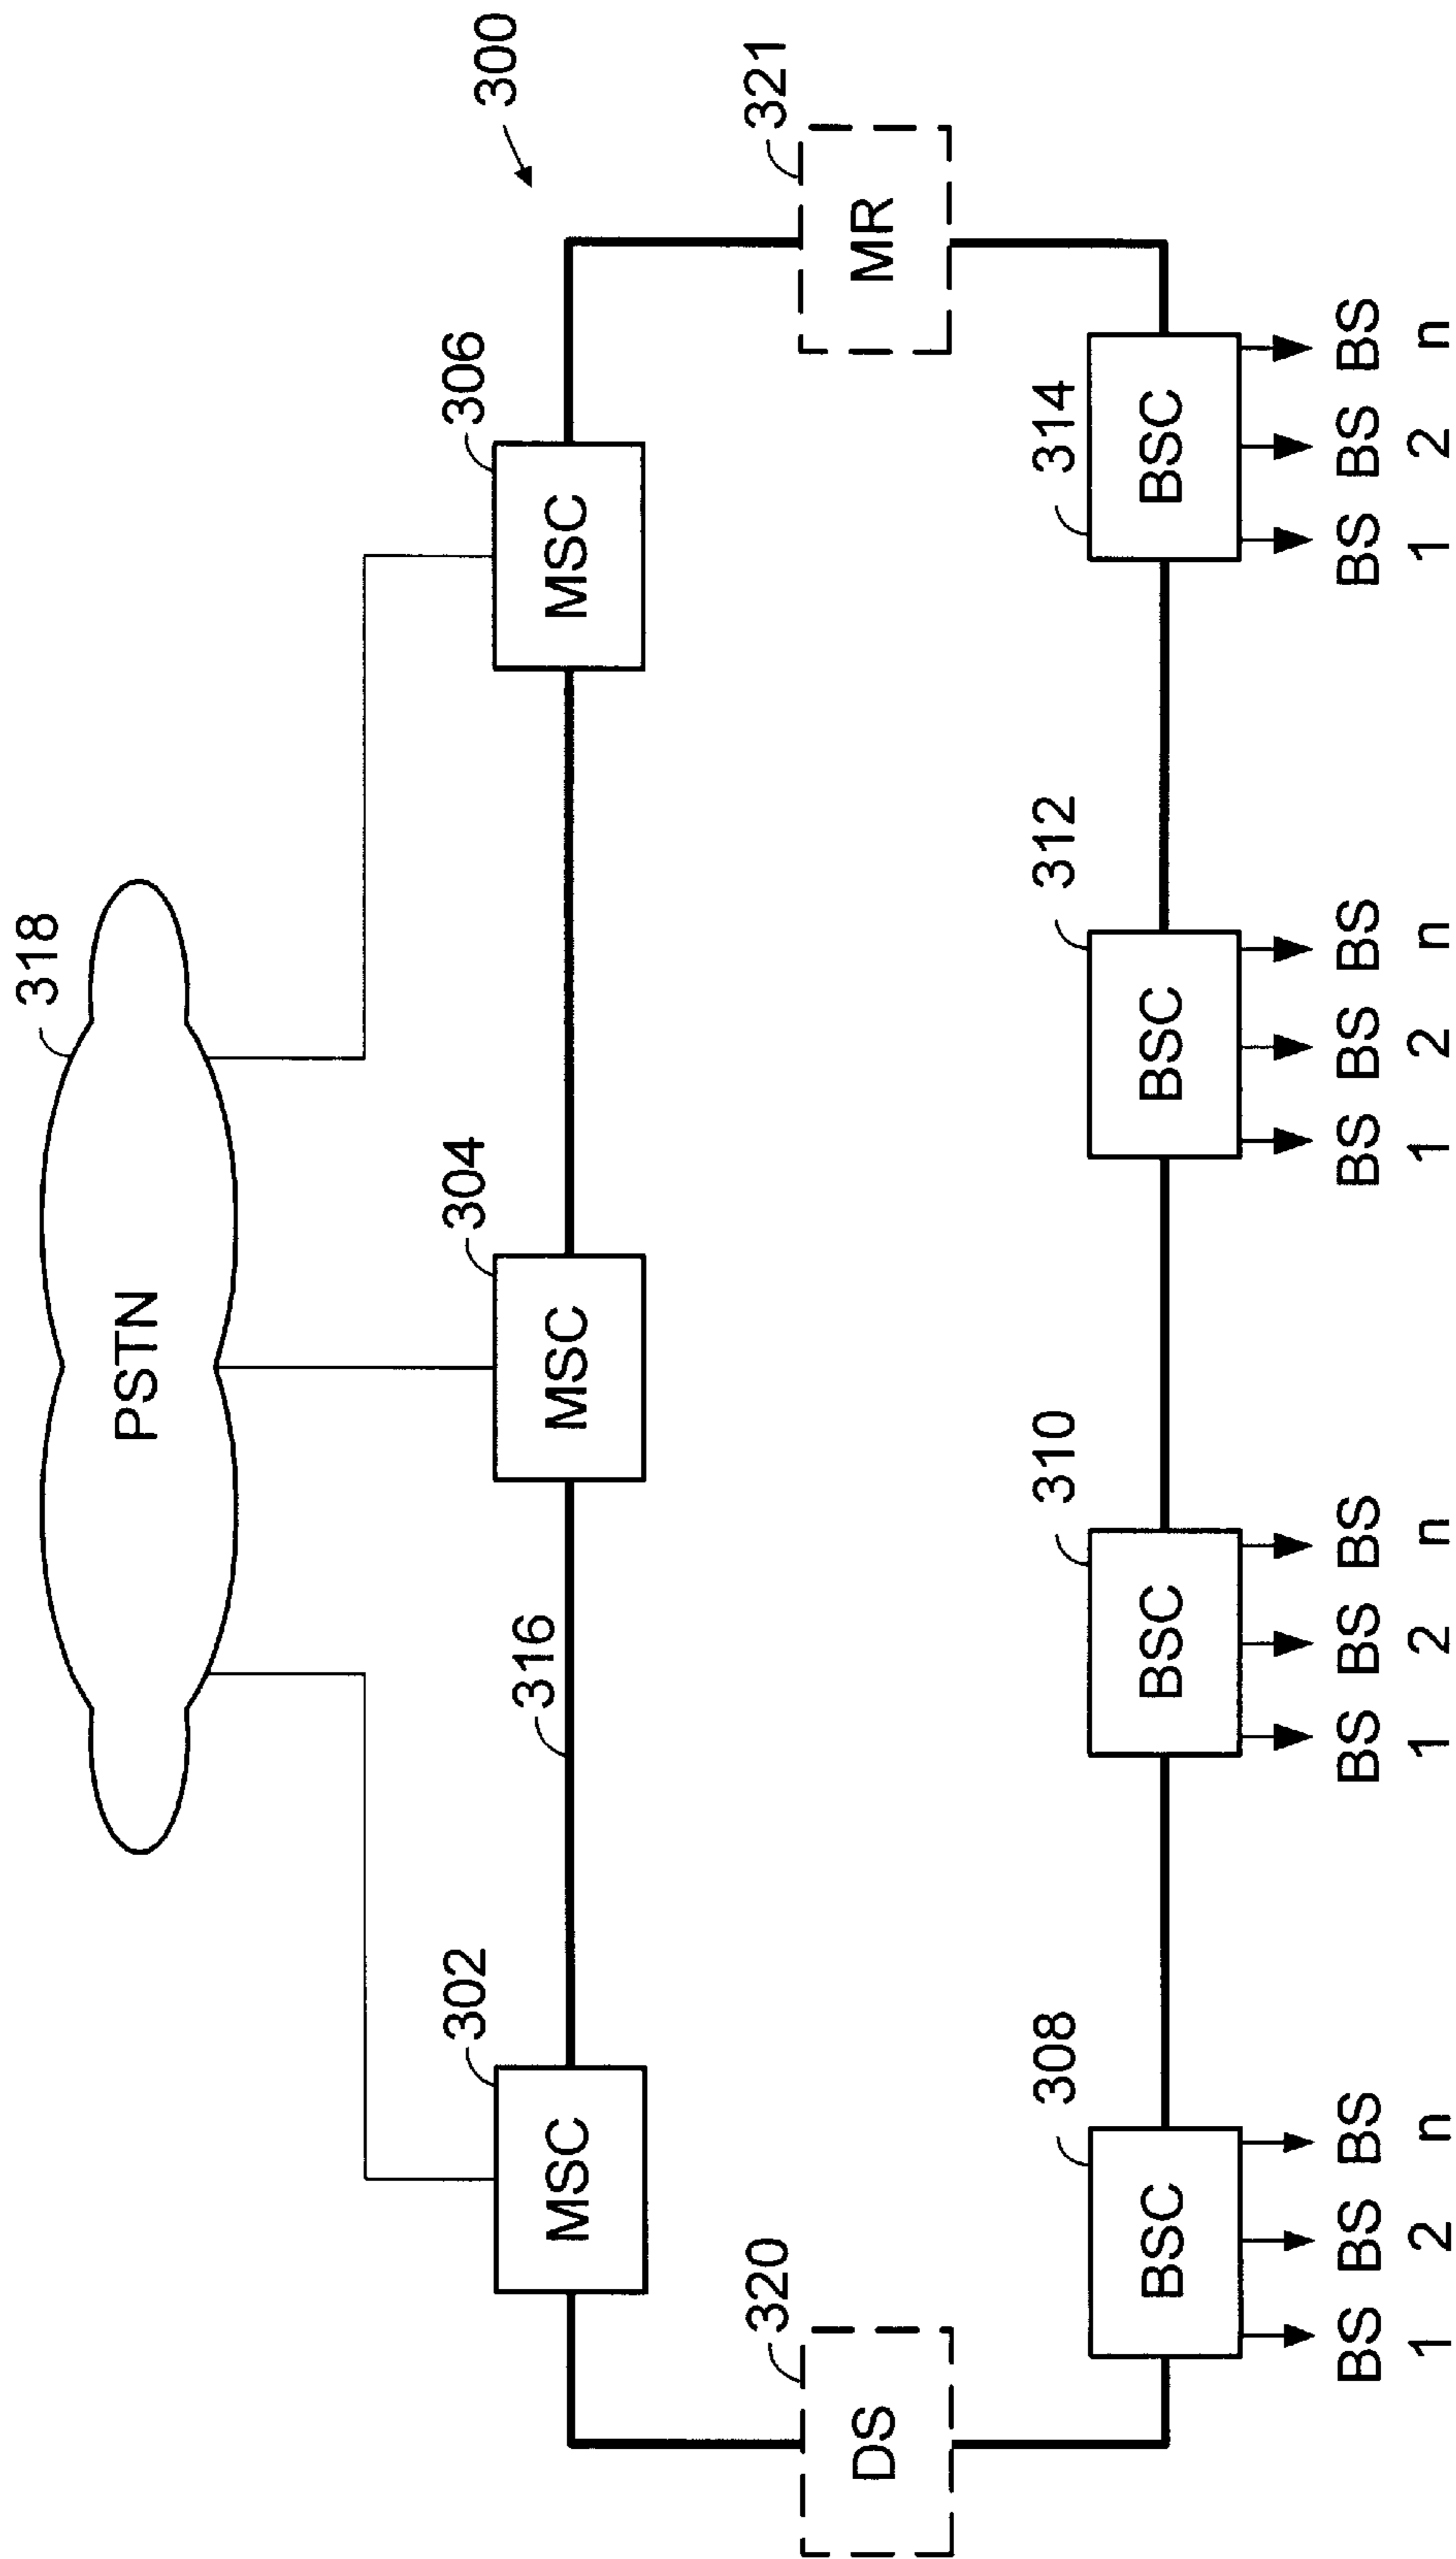 318
PSTN
300
302
304
306
MSC
316
MSC
MSC
320
321
DS
MR
308
310
312
314
BSC
BSC
BSC
BSC
BS BS BS
BS BS BS
BS BS BS
BS BS BS
1 2 n
1 2 n
1 2 n
1 2 n